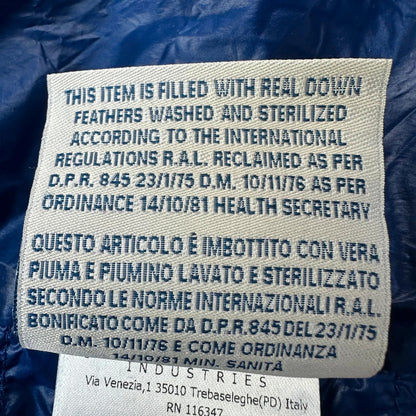 THIS ITEM IS FILLED WITH REAL DOWN
FEATHERS WASHED AND STERILIZED
ACCORDING TO THE INTERNATIONAL
REGULATIONS R.A.L. RECLAIMED AS PER
D.P.R. 845 23/1/75 D.M. 10/11/76 AS PER
ORDINANCE 14/10/81 HEALTH SECRETARY
QUESTO ARTICOLO È IMBOTTITO CON VERA
PIUMA E PIUMINO LAVATO E STERILIZZATO
SECONDO LE NORME INTERNAZIONALI R.A.L.
BONIFICATO COME DA D.P.R. 845 DEL 23/1/75
D.M. 10/11/76 E COME ORDINANZA
14/10/81 MIN. SANITÁ
INDUSTRIES
Via Venezia,1 35010 Trebaseleghe(PD) Italy
RN 116347